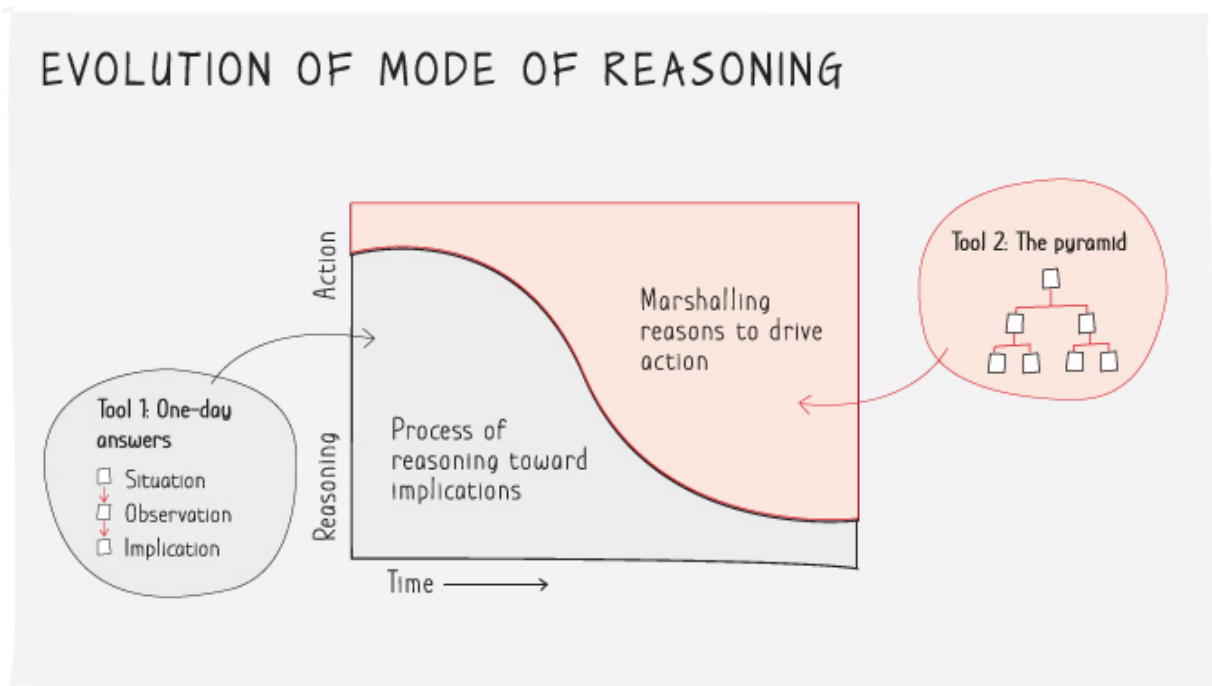 EVOLUTION OF MODE OF REASONING
Action
Reasoning
Marshalling
reasons to drive
action
Process of
reasoning toward
implications
Time
Tool 1: One-day
answers
Situation
Observation
Implication
Tool 2: The pyramid